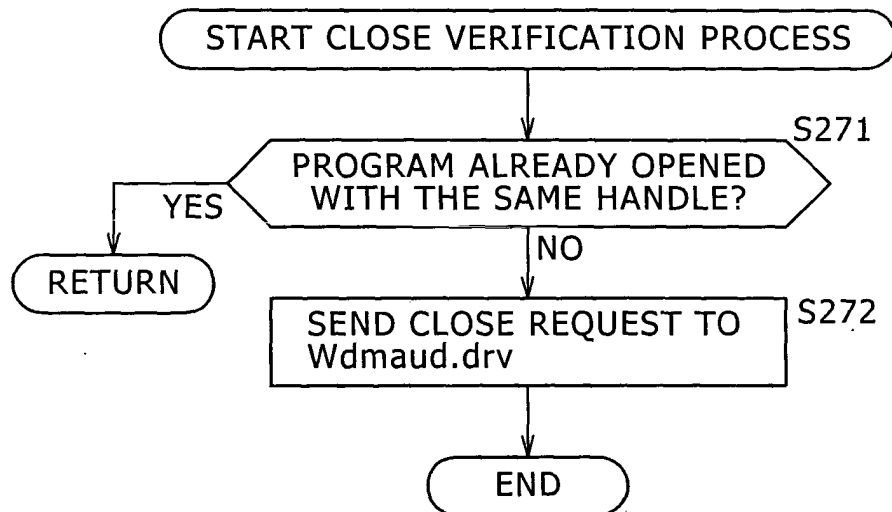 START CLOSE VERIFICATION PROCESS
S271
PROGRAM ALREADY OPENED
WITH THE SAME HANDLE?
YES
NO
RETURN
S272
SEND CLOSE REQUEST TO
Wdmaud.drv
END